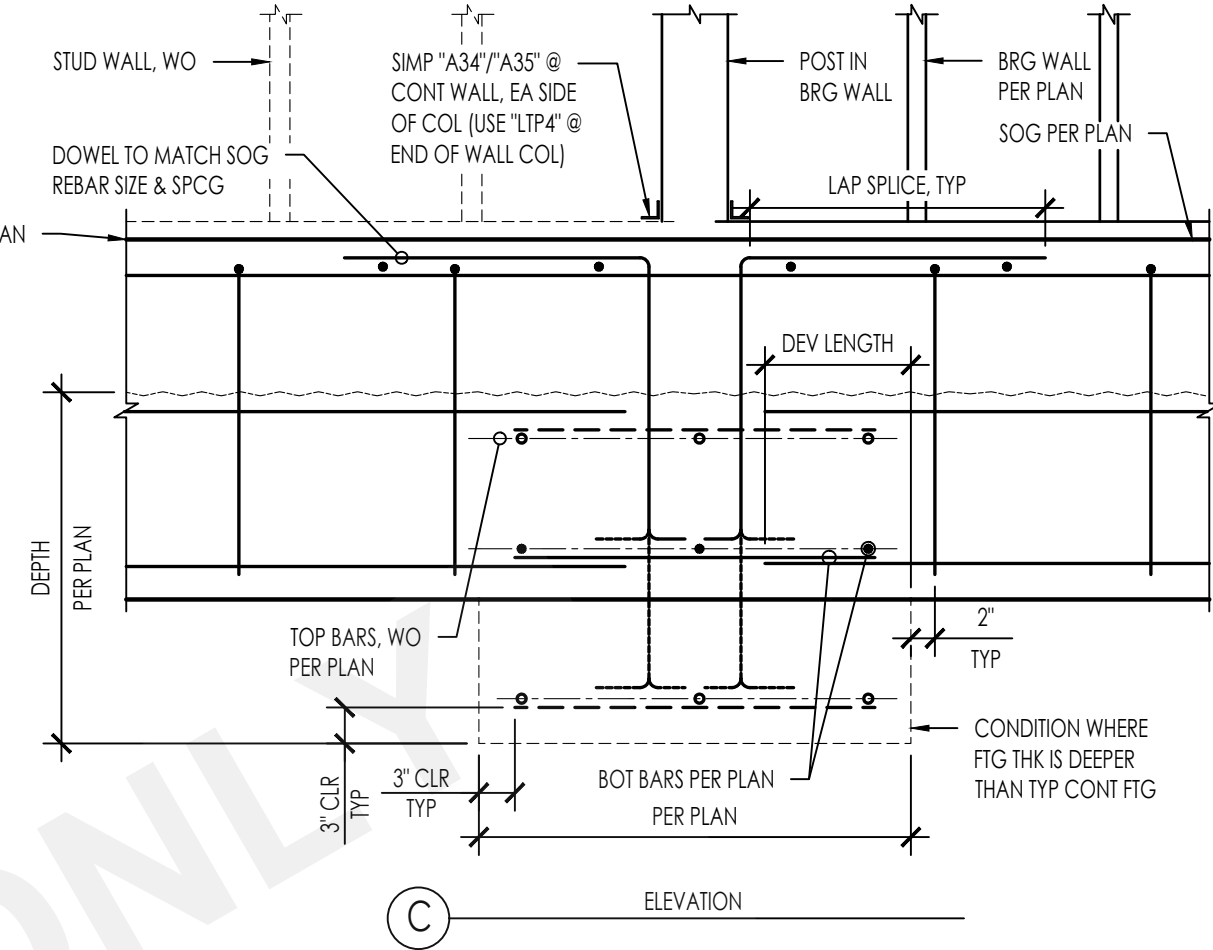 STUD WALL, WO
SIMP "A34"/"A35" @
CONT WALL, EA SIDE
OF COL (USE "LTP4" @
END OF WALL COL)
POST IN
BRG WALL
BRG WALL
PER PLAN
SOG PER PLAN
DOWEL TO MATCH SOG
REBAR SIZE & SPCG
LAP SPLICE, TYP
AN
DEV LENGTH
DEPTH
PER PLAN
TOP BARS, WO
PER PLAN
2"
TYP
CONDITION WHERE
FTG THK IS DEEPER
THAN TYP CONT FTG
3" CLR
TYP
3" CLR
TYP
BOT BARS PER PLAN
PER PLAN
C
ELEVATION
ONLY